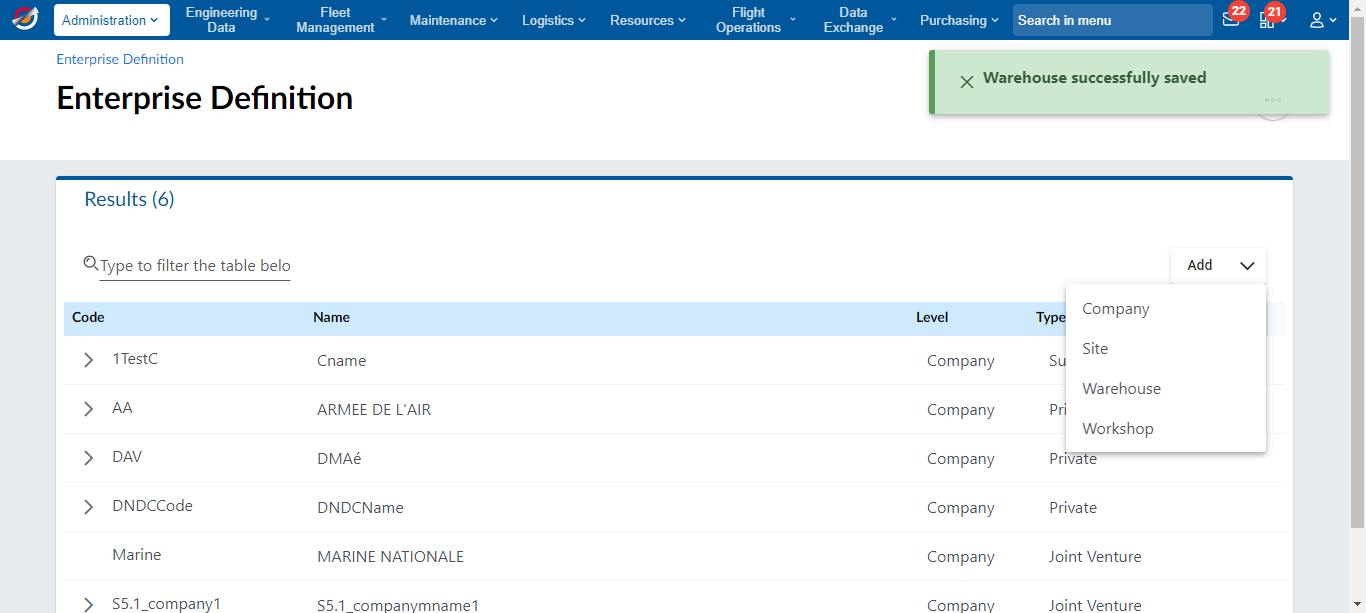 Administration
Engineering Data
Fleet Management
Maintenance
Logistics
Resources
Flight Operations
Data Exchange
Purchasing
Search in menu
22
21
Enterprise Definition
Enterprise Definition
Warehouse successfully saved
Results (6)
Type to filter the table belo
Add
Company
Site
Warehouse
Workshop
Code Name Level Type
1TestC Cname Company Su
AA ARMEE DE L'AIR Company Pri
DAV DMAé Company Private
DNDCCode DNDCName Company Private
Marine MARINE NATIONALE Company Joint Venture
S5.1_company1 S5.1_companymname1 Company Joint Venture